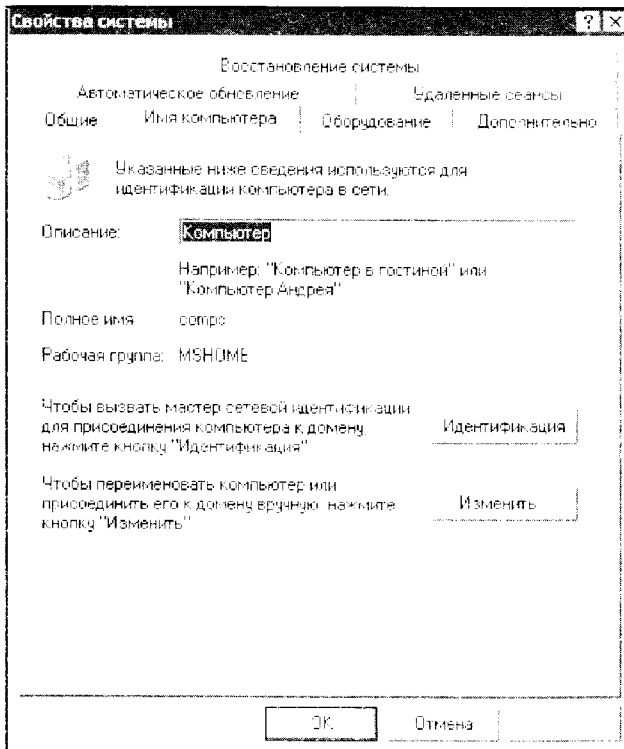 Свойства системы
Восстановление системы
Автоматическое обновление Удаленные сеансы
Общие Имя компьютера Оборудование Дополнительно
Указанные ниже сведения используются для
идентификации компьютера в сети.
Описание: Компьютер
Например: "Компьютер в гостиной" или
"Компьютер Андрея"
Полное имя
Рабочая группа: MSHOME
Чтобы вызвать мастер сетевой идентификации
для присоединения компьютера к домену,
нажмите кнопку "Идентификация"
Идентификация
Чтобы переименовать компьютер или
присоединить его к домену вручную нажмите
кнопку "Изменить"
Изменить
OK Отмена